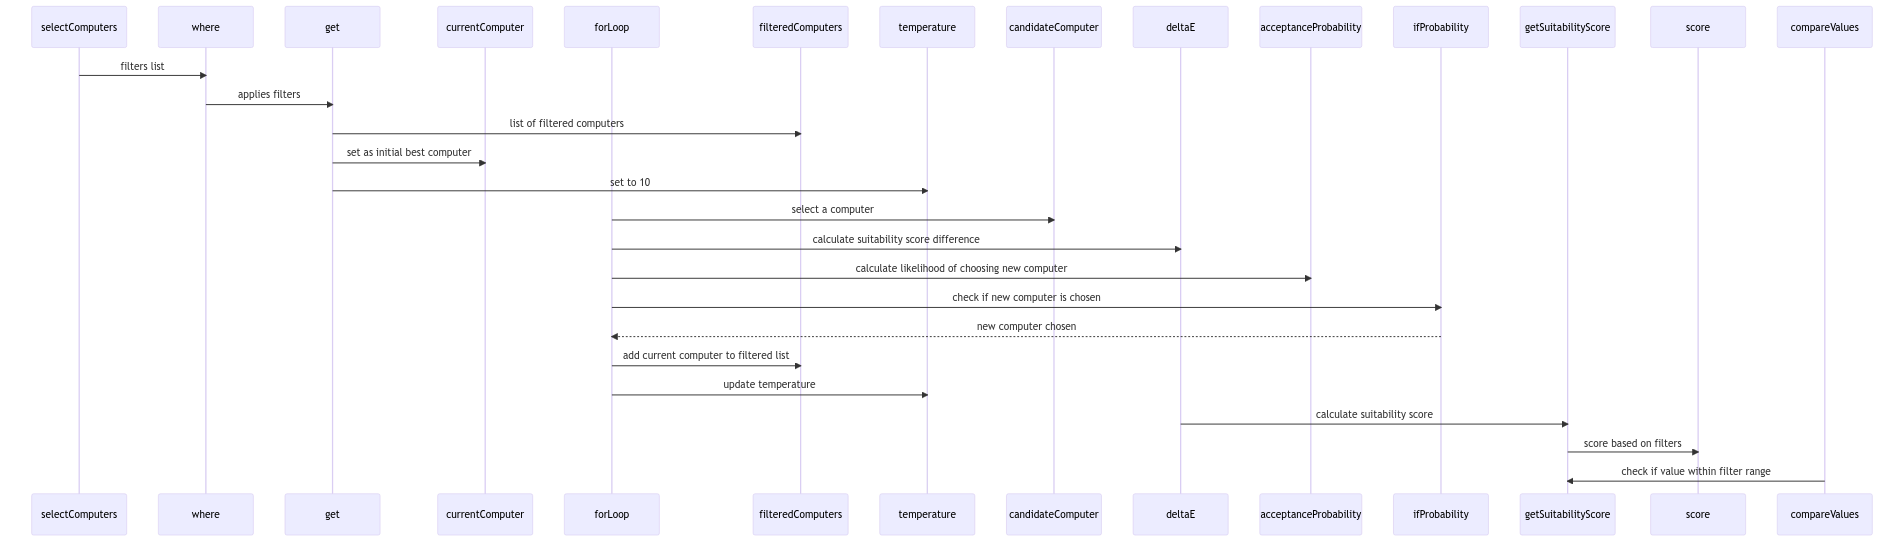 selectComputers
where
get
currentComputer
forLoop
filteredComputers
temperature
candidateComputer
deltaE
acceptanceProbability
ifProbability
getSuitabilityScore
score
compareValues
filters list
applies filters
list of filtered computers
set as initial best computer
set to 10
select a computer
calculate suitability score difference
calculate likelihood of choosing new computer
check if new computer is chosen
new computer chosen
add current computer to filtered list
update temperature
calculate suitability score
score based on filters
check if value within filter range
selectComputers
where
get
currentComputer
forLoop
filteredComputers
temperature
candidateComputer
deltaE
acceptanceProbability
ifProbability
getSuitabilityScore
score
compareValues